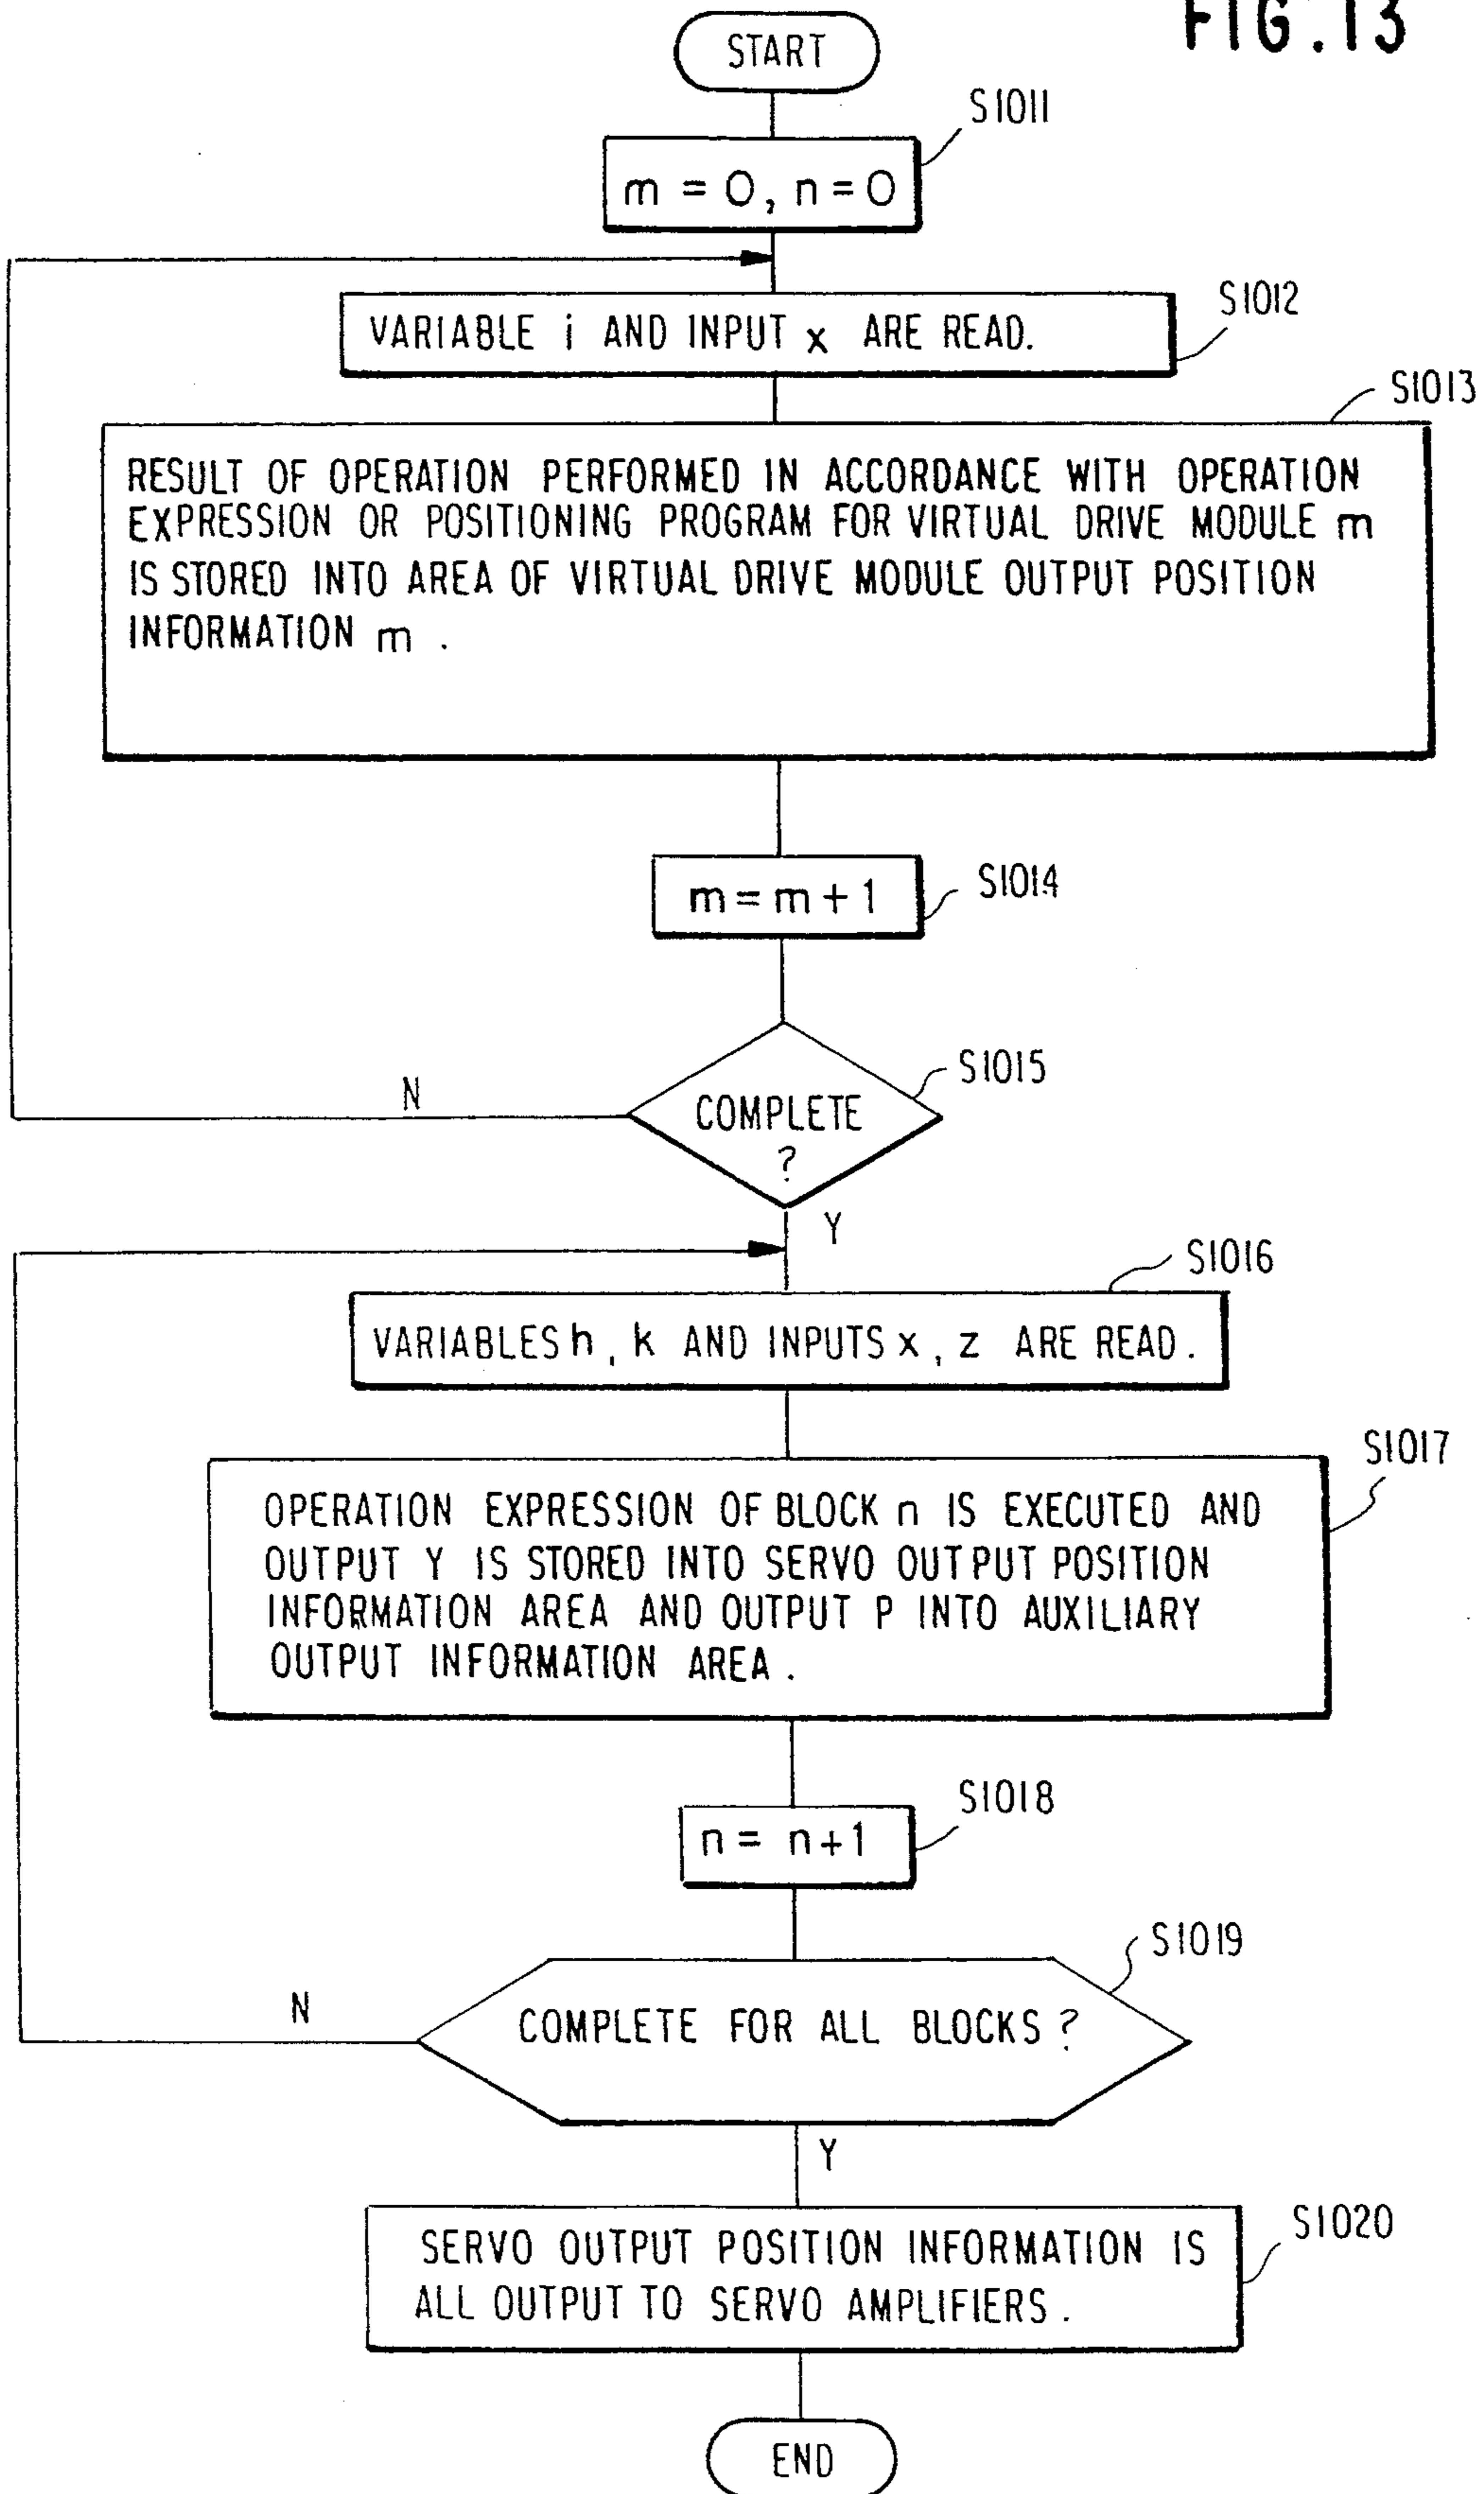 FIG.13
START
S1011
m = 0, n = 0
S1012
VARIABLE i AND INPUT x ARE READ.
S1013
RESULT OF OPERATION PERFORMED IN ACCORDANCE WITH OPERATION
EXPRESSION OR POSITIONING PROGRAM FOR VIRTUAL DRIVE MODULE m
IS STORED INTO AREA OF VIRTUAL DRIVE MODULE OUTPUT POSITION
INFORMATION m .
S1014
m = m + 1
S1015
COMPLETE
?
N
Y
S1016
VARIABLES h, k AND INPUTS x, z ARE READ.
S1017
OPERATION EXPRESSION OF BLOCK n IS EXECUTED AND
OUTPUT Y IS STORED INTO SERVO OUTPUT POSITION
INFORMATION AREA AND OUTPUT P INTO AUXILIARY
OUTPUT INFORMATION AREA .
S1018
n = n+1
S1019
COMPLETE FOR ALL BLOCKS ?
N
Y
S1020
SERVO OUTPUT POSITION INFORMATION IS
ALL OUTPUT TO SERVO AMPLIFIERS .
END